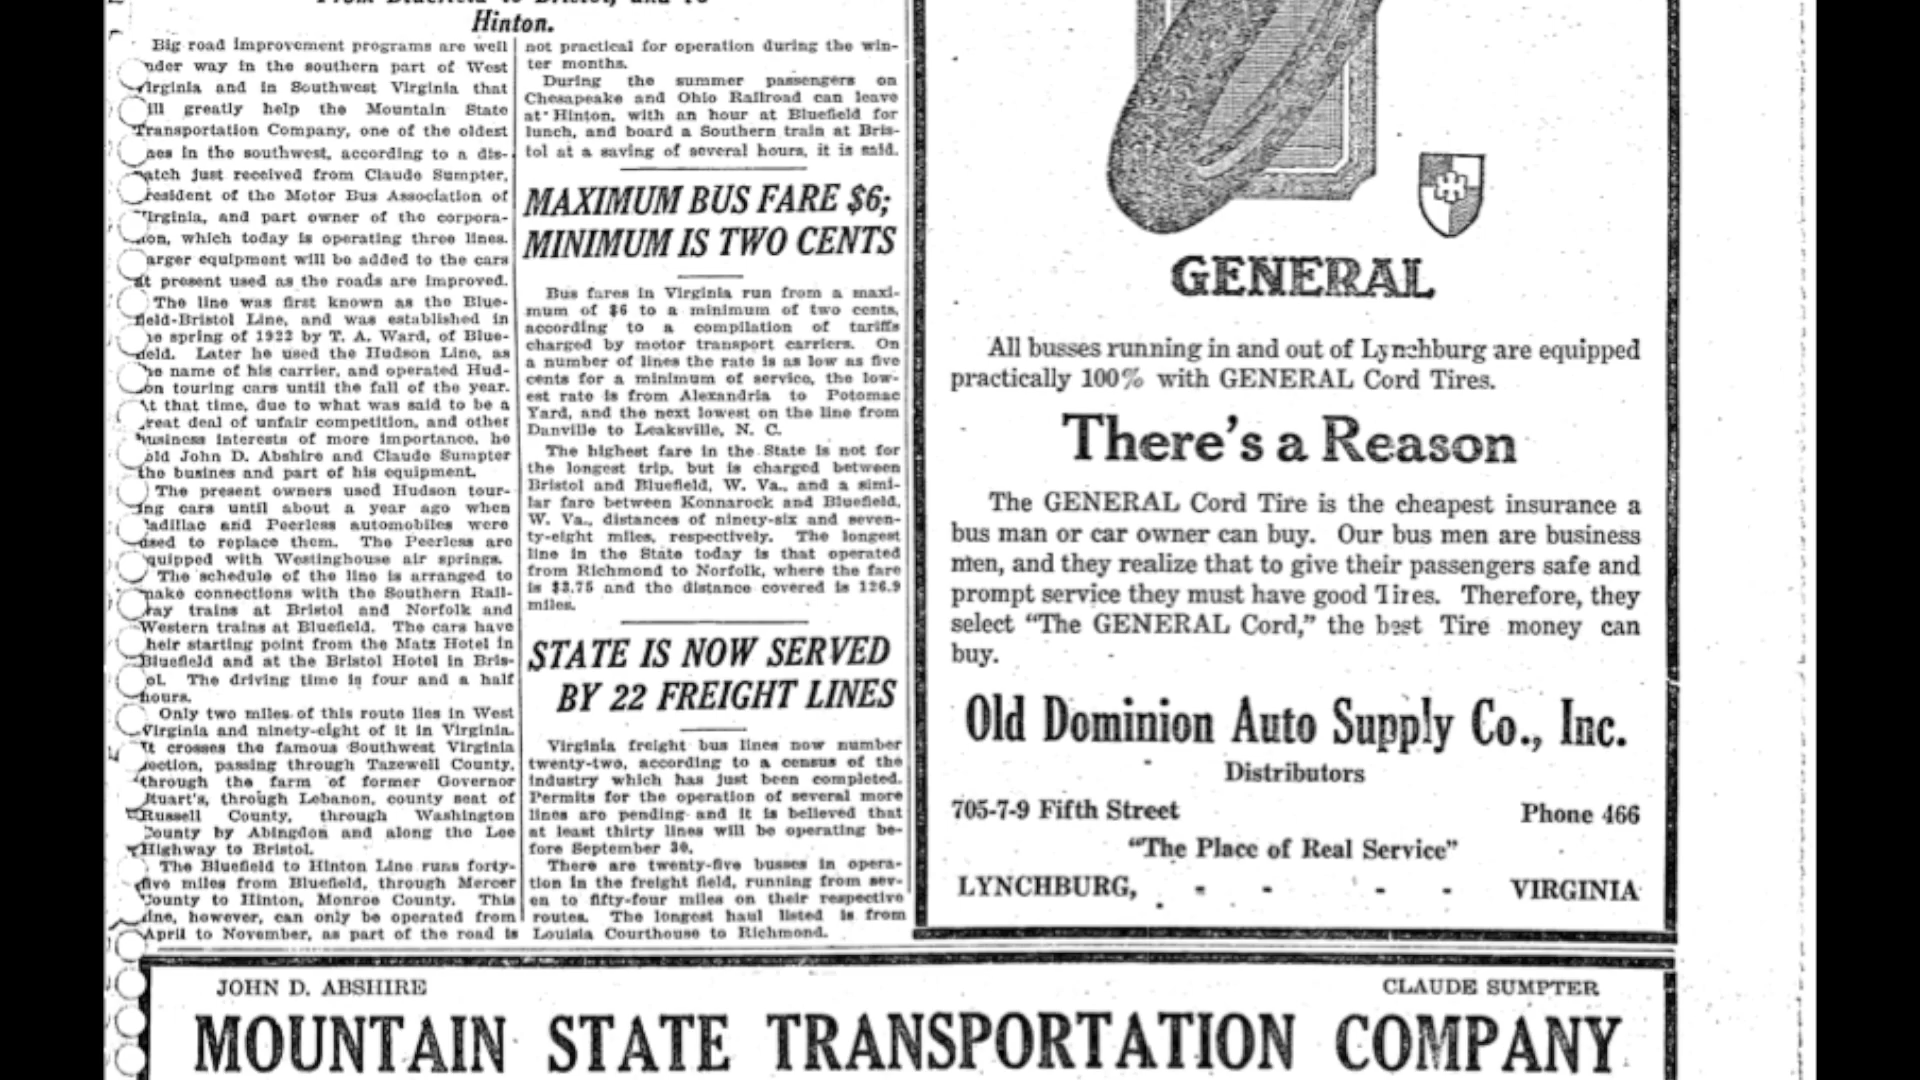 Hinton.
Big road improvement programs are well
way in the southern part of West
and in Southwest Virginia that
greatly help the Mountain State
Transportation Company, one of the oldest
in the southwest, according to a dis-
just received from Claude Sumpter,
of the Motor Bus Association of
and part owner of the corpora-
which today is operating three lines.
equipment will be added to the cars
present used as the roads are improved.
The line was first known as the Blue-
field-Bristol Line, and was established in
spring of 1922 by T. A. Ward, of Blue-
Later he used the Hudson Line, as
name of his carrier, and operated Hud-
touring cars until the fall of the year.
that time, due to what was said to be a
deal of unfair competition, and other
business interests of more importance, he
John D. Abshire and Claude Sumpter
the busines and part of his equipment.
The present owners used Hudson tour-
ing cars until about a year ago when
and Peerless automobiles were
used to replace them. The Peerless are
with Westinghouse air springs.
The schedule of the line is arranged to
make connections with the Southern Rail-
trains at Bristol and Norfolk and
Western trains at Bluefield. The cars have
starting point from the Matz Hotel in
Bluefield and at the Bristol Hotel in Bris-
The driving time is four and a half
hours.
Only two miles of this route lies in West
Virginia and ninety-eight of it in Virginia.
It crosses the famous Southwest Virginia
passing through Tazewell County,
through the farm of former Governor
Stuart's, through Lebanon, county seat of
Russell County, through Washington
County by Abingdon and along the Lee
Highway to Bristol.
The Bluefield to Hinton Line runs forty-
five miles from Bluefield, through Mercer
County to Hinton, Monroe County. This
line, however, can only be operated from
April to November, as part of the road is
not practical for operation during the win-
ter months.
During the summer passengers on
Chesapeake and Ohio Railroad can leave
at Hinton, with an hour at Bluefield for
lunch, and board a Southern train at Bris-
tol at a saving of several hours, it is said.
MAXIMUM BUS FARE $6;
MINIMUM IS TWO CENTS
Bus fares in Virginia run from a maxi-
mum of $6 to a minimum of two cents,
according to a compilation of tariffs
charged by motor transport carriers. On
a number of lines the rate is as low as five
cents for a minimum of service, the low-
est rate is from Alexandria to Potomac
Yard, and the next lowest on the line from
Danville to Leaksville, N. C.
The highest fare in the State is not for
the longest trip, but is charged between
Bristol and Bluefield, W. Va., and a simi-
lar fare between Konnarock and Bluefield,
W. Va., distances of ninety-six and seven-
ty-eight miles, respectively. The longest
line in the State today is that operated
from Richmond to Norfolk, where the fare
is $3.75 and the distance covered is 126.9
miles.
STATE IS NOW SERVED
BY 22 FREIGHT LINES
Virginia freight bus lines now number
twenty-two, according to a census of the
industry which has just been completed.
Permits for the operation of several more
lines are pending and it is believed that
at least thirty lines will be operating be-
fore September 30.
There are twenty-five busses in opera-
tion in the freight field, running from sev-
en to fifty-four miles on their respective
routes. The longest haul listed is from
Louisia Courthouse to Richmond.
GENERAL
All busses running in and out of Lynchburg are equipped
practically 100% with GENERAL Cord Tires.
There's a Reason
The GENERAL Cord Tire is the cheapest insurance a
bus man or car owner can buy. Our bus men are business
men, and they realize that to give their passengers safe and
prompt service they must have good Tires. Therefore, they
select "The GENERAL Cord," the best Tire money can
buy.
Old Dominion Auto Supply Co., Inc.
Distributors
705-7-9 Fifth Street Phone 466
"The Place of Real Service"
LYNCHBURG, - - - - VIRGINIA
JOHN D. ABSHIRE CLAUDE SUMPTER
MOUNTAIN STATE TRANSPORTATION COMPANY